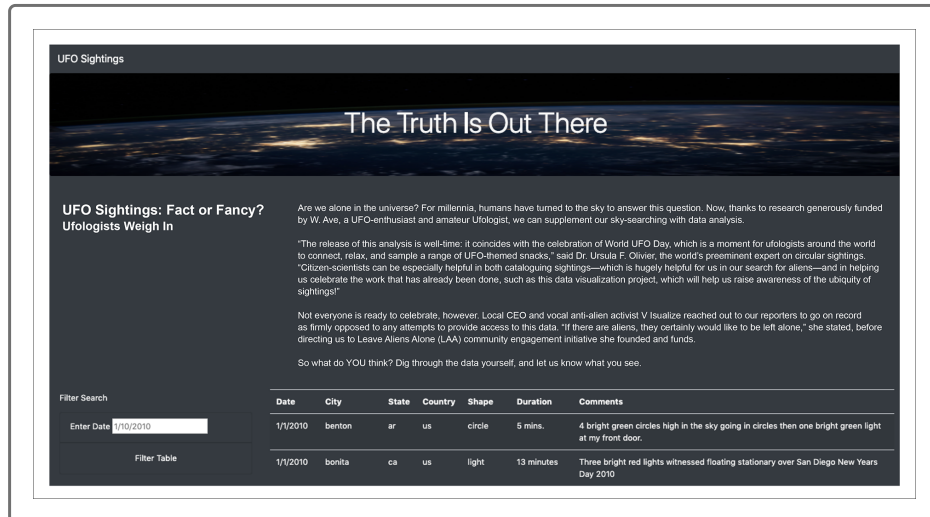 UFO Sightings
The Truth Is Out There
UFO Sightings: Fact or Fancy?
Ufologists Weigh In
Are we alone in the universe? For millennia, humans have turned to the sky to answer this question. Now, thanks to research generously funded
by W. Ave, a UFO-enthusiast and amateur Ufologist, we can supplement our sky-searching with data analysis.
“The release of this analysis is well-time: it coincides with the celebration of World UFO Day, which is a moment for ufologists around the world
to connect, relax, and sample a range of UFO-themed snacks,” said Dr. Ursula F. Olivier, the world's preeminent expert on circular sightings.
“Citizen-scientists can be especially helpful in both cataloguing sightings—which is hugely helpful for us in our search for aliens—and in helping
us celebrate the work that has already been done, such as this data visualization project, which will help us raise awareness of the ubiquity of
sightings!”
Not everyone is ready to celebrate, however. Local CEO and vocal anti-alien activist V Isualize reached out to our reporters to go on record
as firmly opposed to any attempts to provide access to this data. “If there are aliens, they certainly would like to be left alone,” she stated, before
directing us to Leave Aliens Alone (LAA) community engagement initiative she founded and funds.
So what do YOU think? Dig through the data yourself, and let us know what you see.
Filter Search
Enter Date 1/10/2010
Filter Table
Date City State Country Shape Duration Comments
1/1/2010 benton ar us circle 5 mins. 4 bright green circles high in the sky going in circles then one bright green light
at my front door.
1/1/2010 bonita ca us light 13 minutes Three bright red lights witnessed floating stationary over San Diego New Years
Day 2010